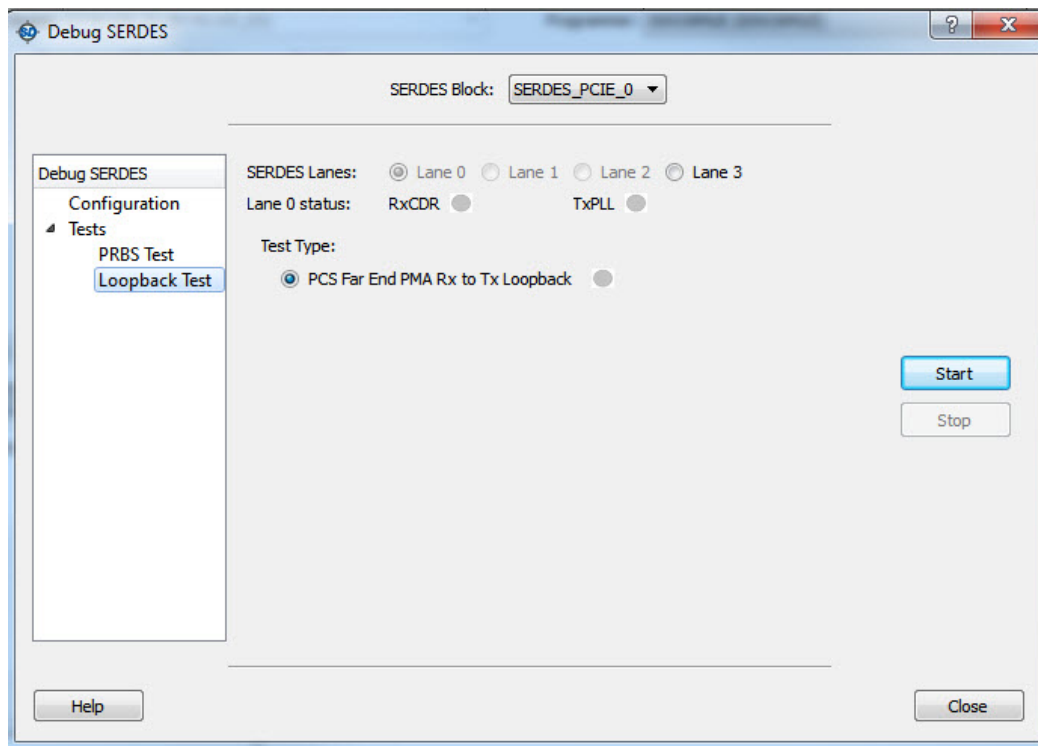 Debug SERDES
SERDES Block: SERDES_PCIE_0
Debug SERDES
Configuration
Tests
PRBS Test
Loopback Test
SERDES Lanes: Lane 0 Lane 1 Lane 2 Lane 3
Lane 0 status: RxCDR TxPLL
Test Type:
PCS Far End PMA Rx to Tx Loopback
Start
Stop
Help
Close